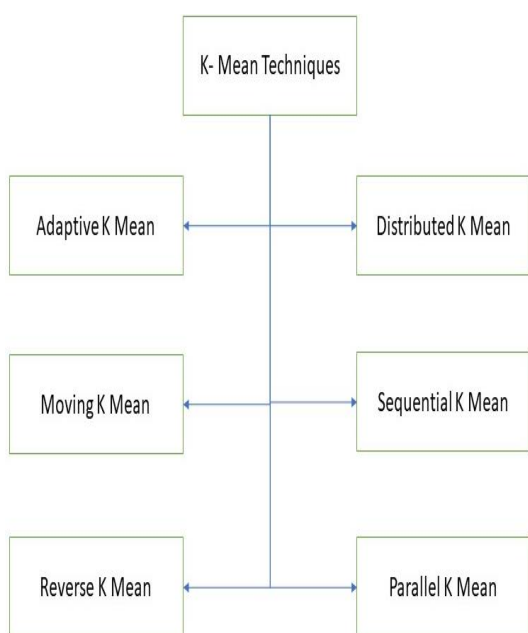 K- Mean Techniques
Adaptive K Mean
Distributed K Mean
Moving K Mean
Sequential K Mean
Reverse K Mean
Parallel K Mean